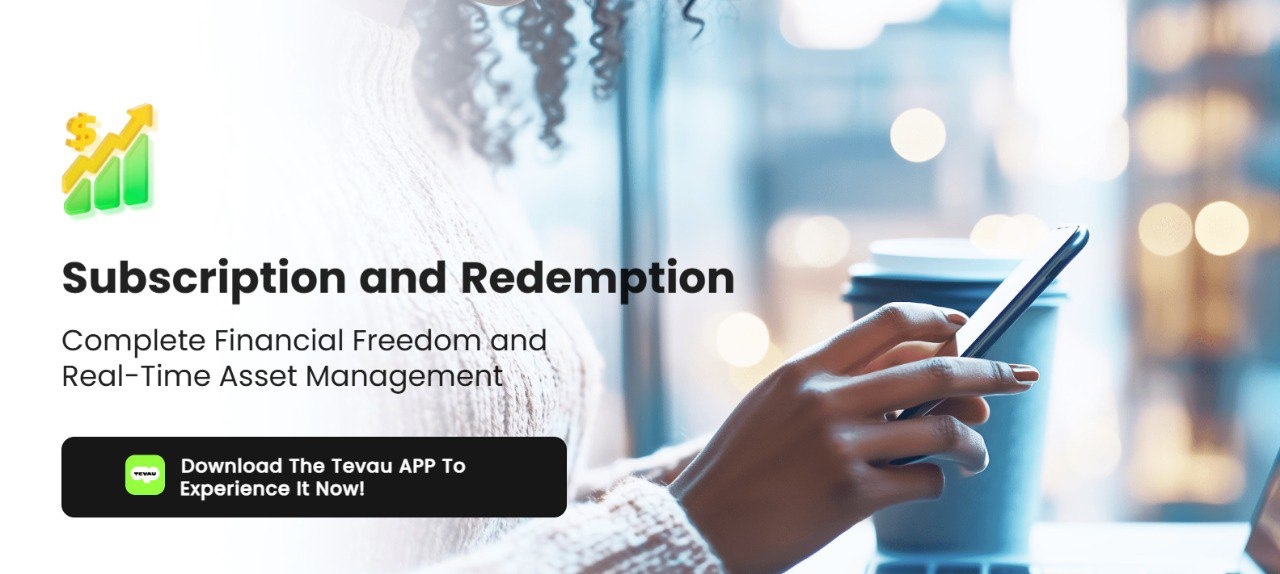 Subscription and Redemption
Complete Financial Freedom and
Real-Time Asset Management
TEVAU
Download The Tevau APP To
Experience It Now!